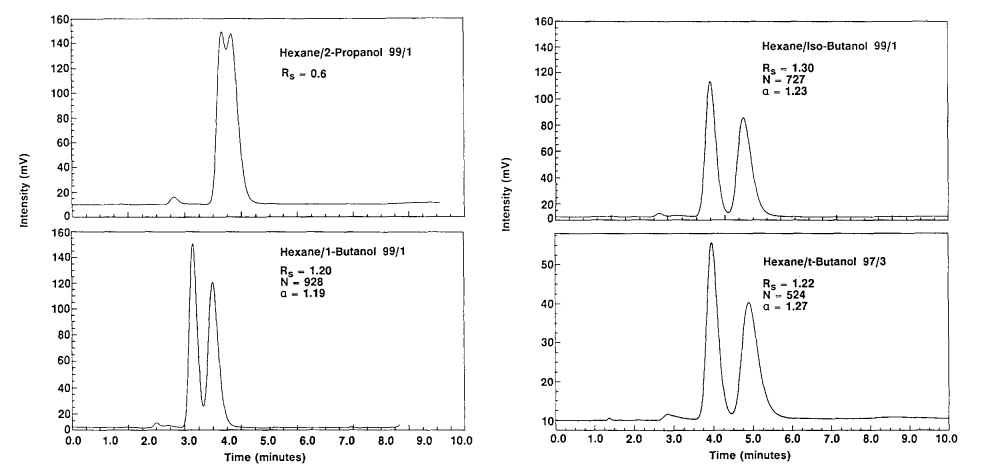 160
140
120
100
80
60
40
20
0
Hexane/2-Propanol 99/1
Rs = 0.6
160
140
120
100
80
60
40
20
0
Hexane/1-Butanol 99/1
Rs = 1.20
N = 928
α = 1.19
0.0 2.0 3.0 4.0 5.0 6.0 7.0 8.0 10.0
Time (minutes)
Intensity (mV)
160
140
120
100
80
60
40
20
0
Hexane/Iso-Butanol 99/1
Rs = 1.30
N = 727
α = 1.23
50
40
30
20
10
Hexane/t-Butanol 97/3
Rs = 1.22
N = 524
α = 1.27
0.0 1.0 2.0 3.0 4.0 5.0 6.0 7.0 8.0 9.0 10.0
Time (minutes)
Intensity (mV)